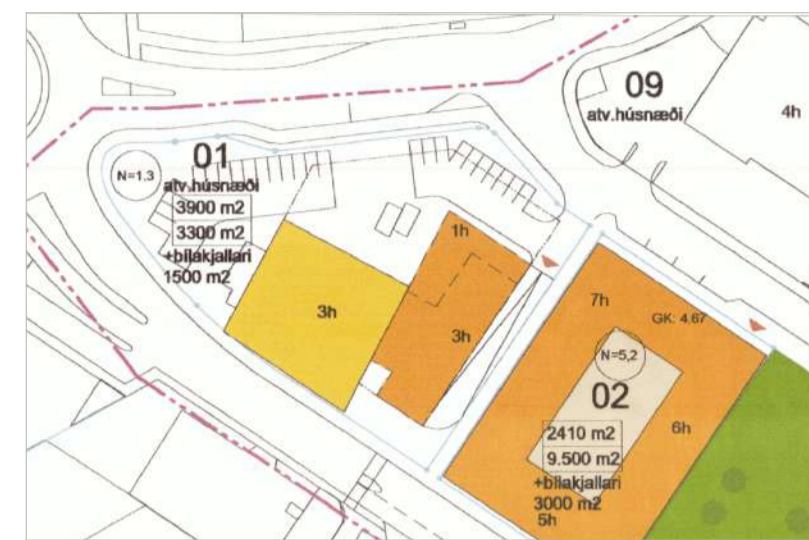 09
atv.húsnæði
4h
01
N=1.3
atv.húsnæði
3900 m2
3300 m2
+bílakjallari
1500 m2
1h
3h
3h
7h
GK: 4.67
N=5,2
02
2410 m2
9.500 m2
+bílakjallari
3000 m2
5h
6h